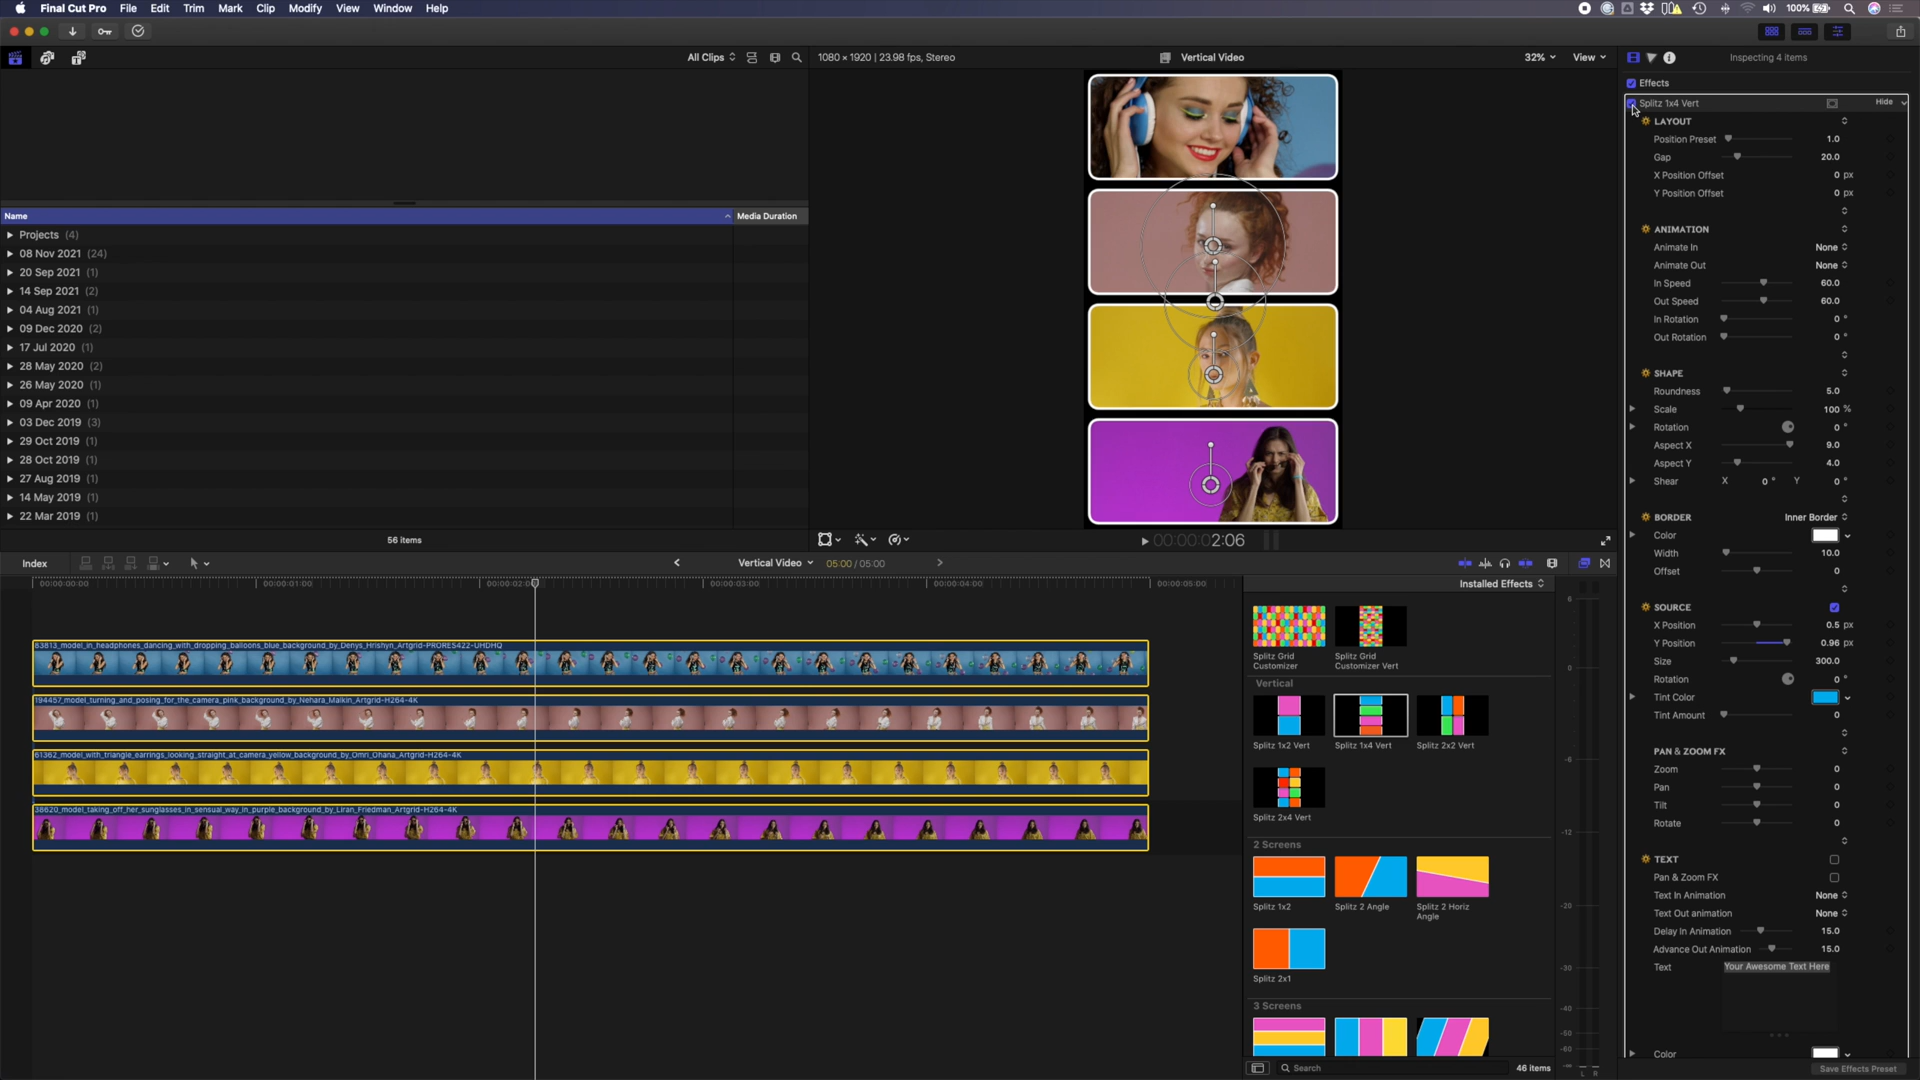 Final Cut Pro File Edit Trim Mark Clip Modify View Window Help
100%
All Clips
1080 × 1920 | 23.98 fps, Stereo
Vertical Video
32%
View
Inspecting 4 items
Name
Media Duration
Projects (4)
08 Nov 2021 (24)
20 Sep 2021 (1)
14 Sep 2021 (2)
04 Aug 2021 (1)
09 Dec 2020 (2)
17 Jul 2020 (1)
28 May 2020 (2)
26 May 2020 (1)
09 Apr 2020 (1)
03 Dec 2019 (3)
29 Oct 2019 (1)
28 Oct 2019 (1)
27 Aug 2019 (1)
14 May 2019 (1)
22 Mar 2019 (1)
56 items
00:00:02:06
Effects
Splitz 1x4 Vert
Hide
LAYOUT
Position Preset 1.0
Gap 20.0
X Position Offset 0 px
Y Position Offset 0 px
ANIMATION
Animate In None
Animate Out None
In Speed 60.0
Out Speed 60.0
In Rotation 0 °
Out Rotation 0 °
SHAPE
Roundness 5.0
Scale 100 %
Rotation 0 °
Aspect X 9.0
Aspect Y 4.0
Shear X 0 ° Y 0 °
BORDER Inner Border
Color
Width 10.0
Offset 0
SOURCE
X Position 0.5 px
Y Position 0.96 px
Size 300.0
Rotation 0 °
Tint Color
Tint Amount 0
PAN & ZOOM FX
Zoom 0
Pan 0
Tilt 0
Rotate 0
TEXT
Pan & Zoom FX
Text In Animation None
Text Out animation None
Delay In Animation 15.0
Advance Out Animation 15.0
Text Your Awesome Text Here
Color
Save Effects Preset
Index
Vertical Video
05:00 / 05:00
00:00:00:00
00:00:01:00
00:00:02:00
00:00:03:00
00:00:04:00
00:00:05:00
83813_model_in_headphones_dancing_with_dropping_balloons_blue_background_by_Denys_Hrishyn_Artgrid-PRORES422-UHDHQ
194457_model_turning_and_posing_for_the_camera_pink_background_by_Nehara_Malkin_Artgrid-H264-4K
61362_model_with_triangle_earrings_looking_straight_at_camera_yellow_background_by_Omri_Ohana_Artgrid-H264-4K
38620_model_taking_off_her_sunglasses_in_sensual_way_in_purple_background_by_Liran_Friedman_Artgrid-H264-4K
Installed Effects
Splitz Grid Customizer
Splitz Grid Customizer Vert
Vertical
Splitz 1x2 Vert
Splitz 1x4 Vert
Splitz 2x2 Vert
Splitz 2x4 Vert
2 Screens
Splitz 1x2
Splitz 2 Angle
Splitz 2 Horiz Angle
Splitz 2x1
3 Screens
Search
46 items
6
0
-6
-12
-20
-30
-40
-50
-60
-∞
L R